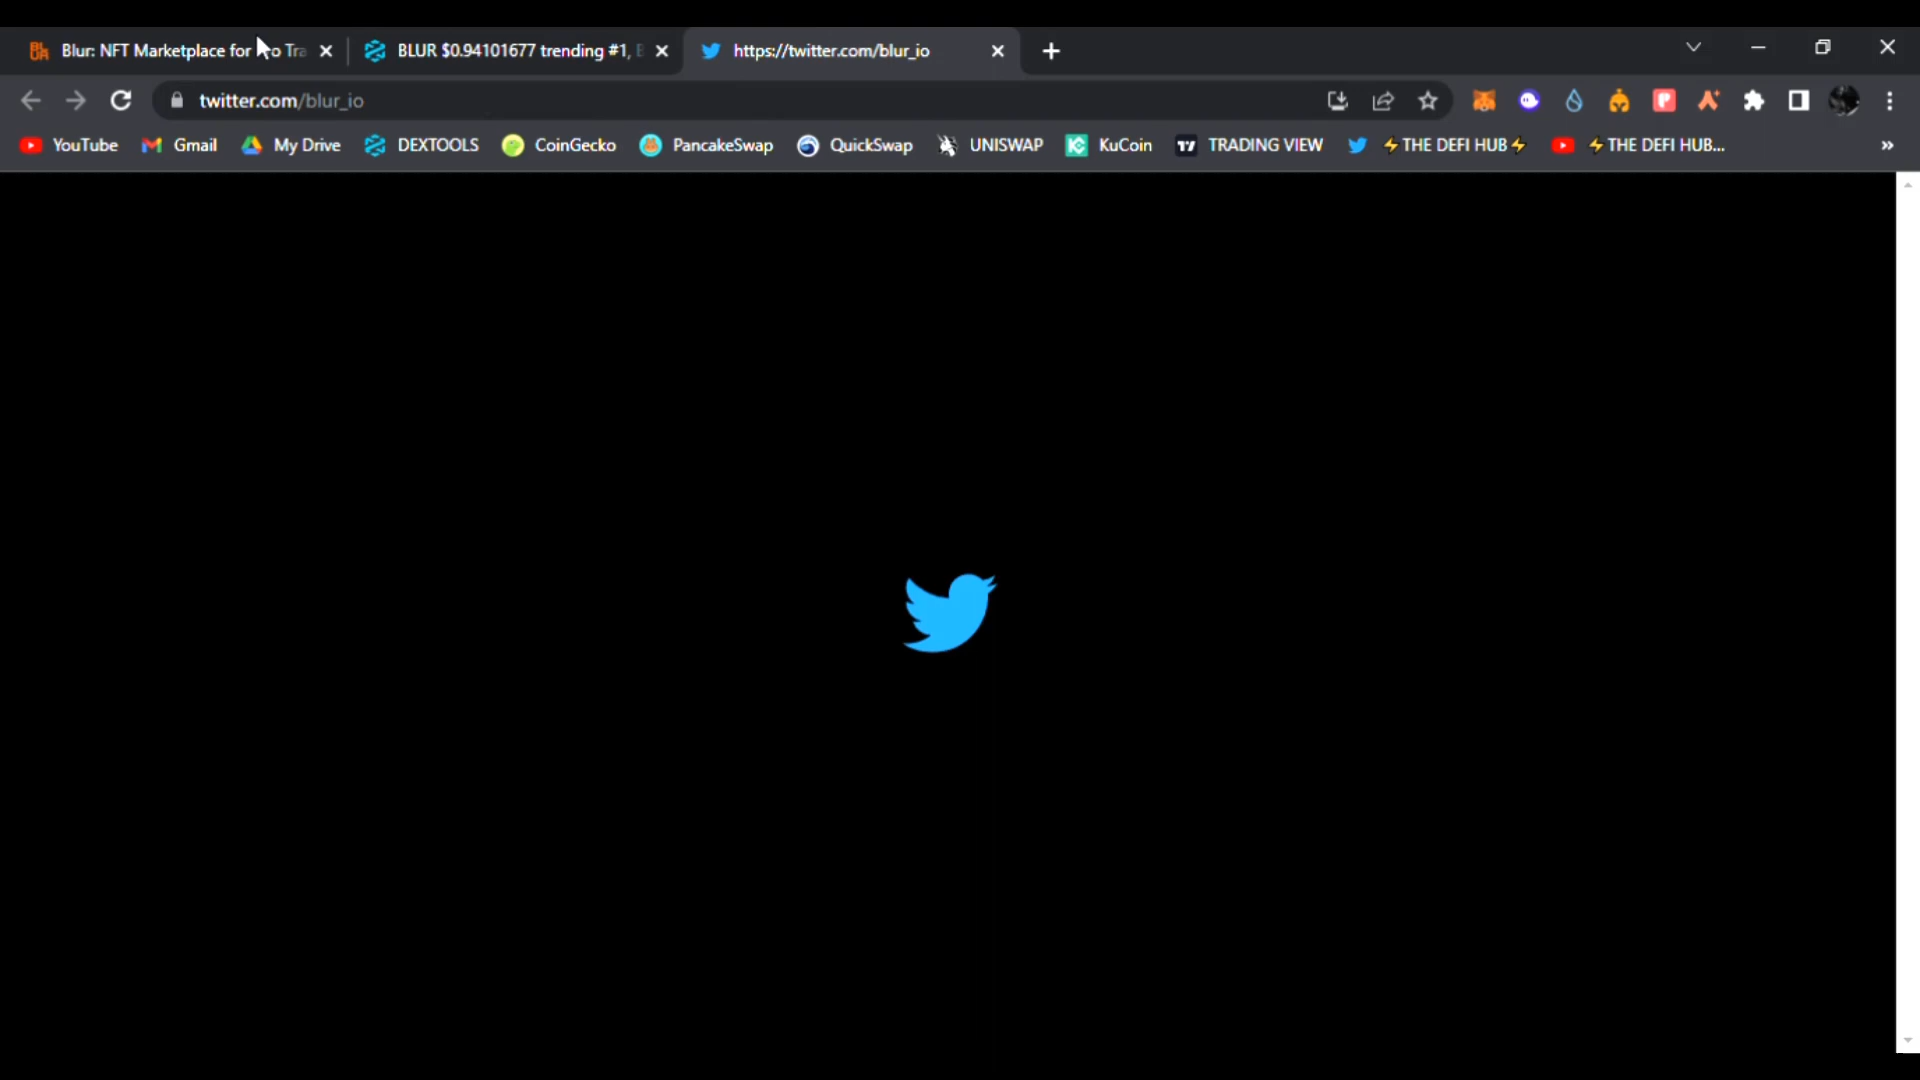 Blur: NFT Marketplace for Tra
BLUR $0.94101677 trending #1,
https://twitter.com/blur_io
twitter.com/blur_io
YouTube
Gmail
My Drive
DEXTOOLS
CoinGecko
PancakeSwap
QuickSwap
UNISWAP
KuCoin
TRADING VIEW
⚡THE DEFI HUB⚡
⚡THE DEFI HUB...